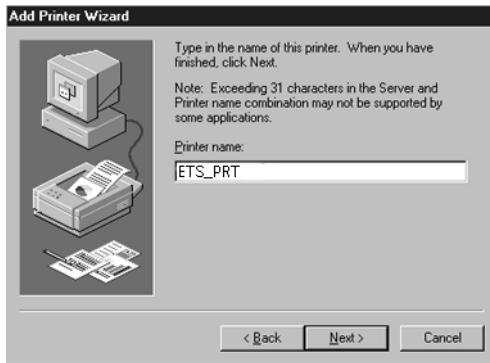 Add Printer Wizard
Type in the name of this printer. When you have
finished, click Next.
Note: Exceeding 31 characters in the Server and
Printer name combination may not be supported by
some applications.
Printer name:
ETS_PRT
< Back
Next >
Cancel